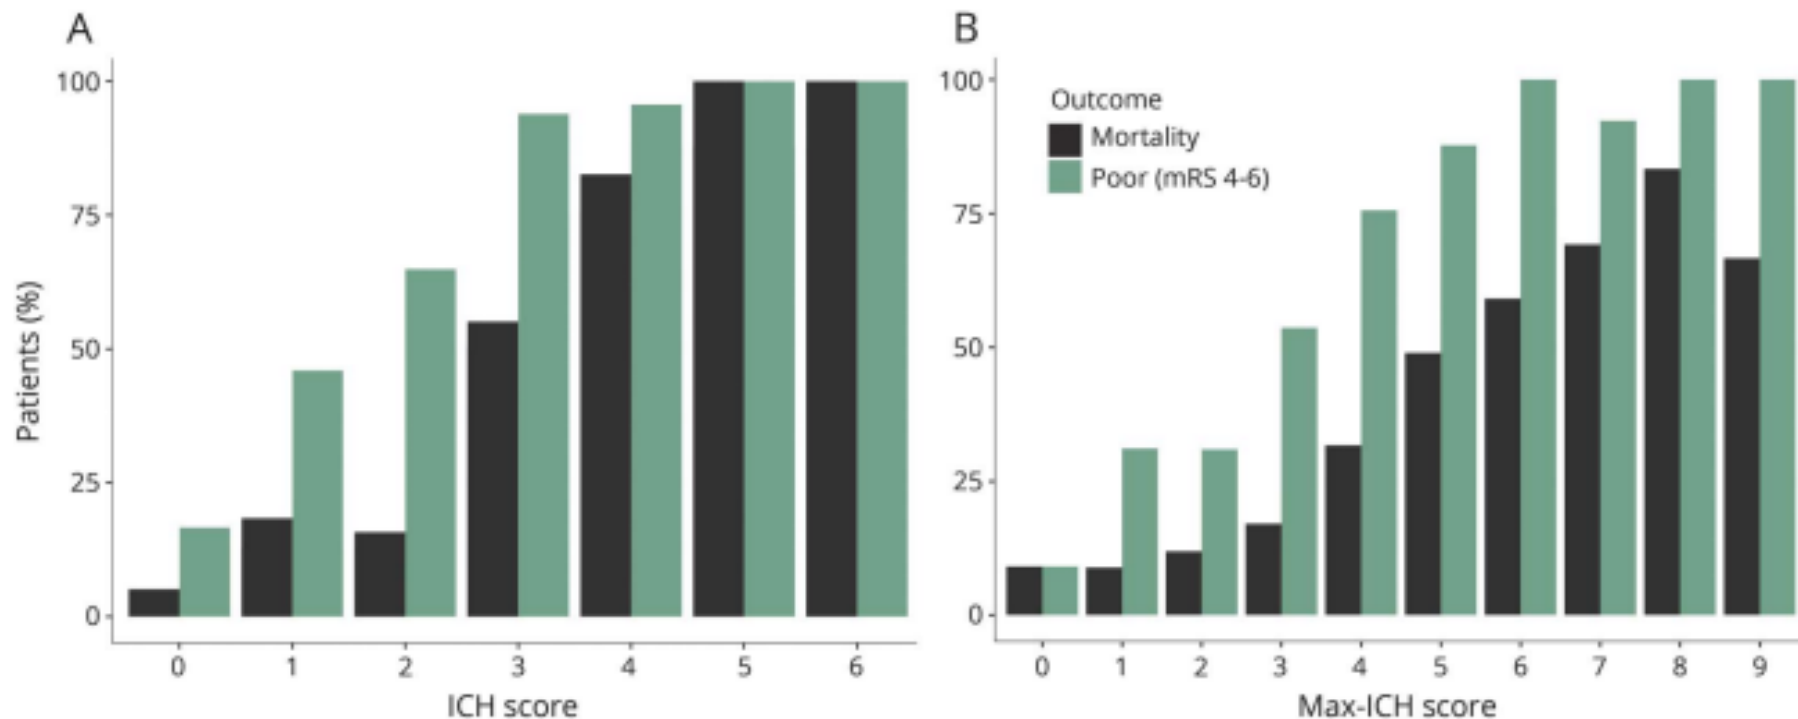 A
100
75
50
25
0
Patients (%)
0 1 2 3 4 5 6
ICH score
B
100
75
50
25
0
Outcome
Mortality
Poor (mRS 4-6)
0 1 2 3 4 5 6 7 8 9
Max-ICH score